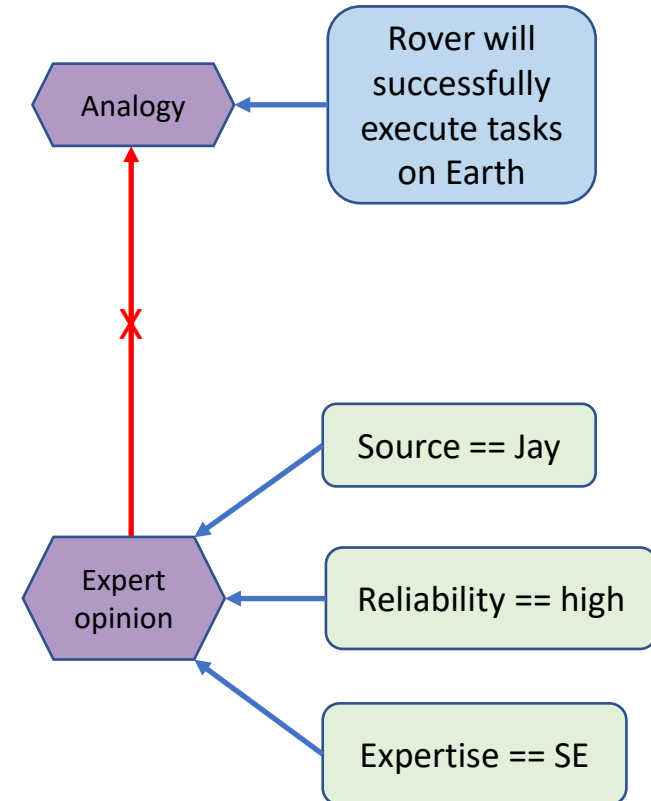 Rover will
successfully
execute tasks
on Earth
Analogy
X
Source == Jay
Expert
opinion
Reliability == high
Expertise == SE